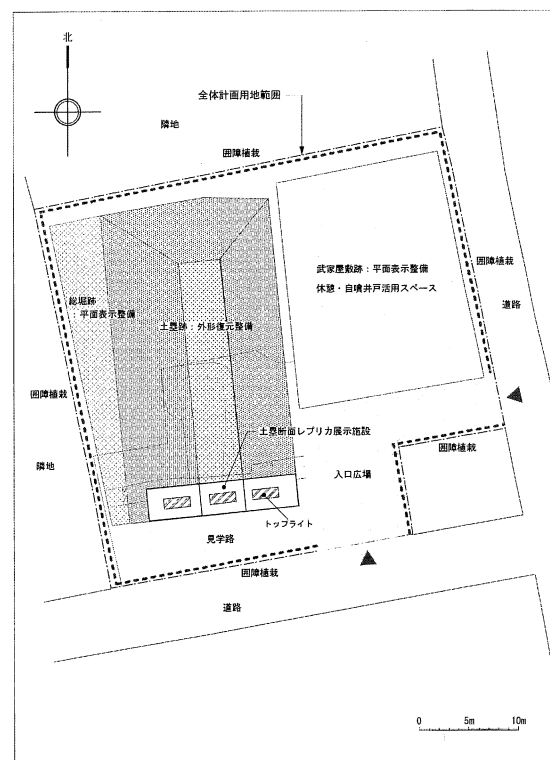 北
全体計画用地範囲
隣地
囲障植栽
武家屋敷跡：平面表示整備
休憩・自噴井戸活用スペース
囲障植栽
道路
総堀跡
：平面表示整備
土塁跡：外形復元整備
囲障植栽
隣地
土塁断面レプリカ展示施設
囲障植栽
入口広場
トップライト
見学路
囲障植栽
道路
0 5m 10m